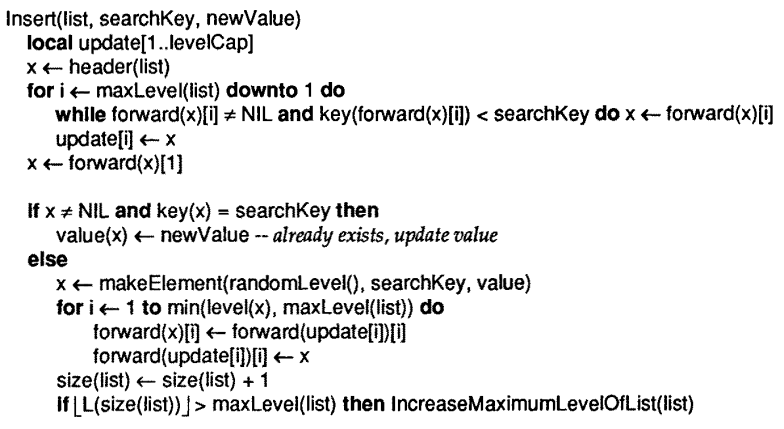 Insert(list, searchKey, newValue)
local update[1..levelCap]
x ← header(list)
for i ← maxLevel(list) downto 1 do
while forward(x)[i] ≠ NIL and key(forward(x)[i]) < searchKey do x ← forward(x)[i]
update[i] ← x
x ← forward(x)[1]
If x ≠ NIL and key(x) = searchKey then
value(x) ← newValue -- already exists, update value
else
x ← makeElement(randomLevel(), searchKey, value)
for i ← 1 to min(level(x), maxLevel(list)) do
forward(x)[i] ← forward(update[i])[i]
forward(update[i])[i] ← x
size(list) ← size(list) + 1
If ⌊L(size(list))⌋ > maxLevel(list) then IncreaseMaximumLevelOfList(list)